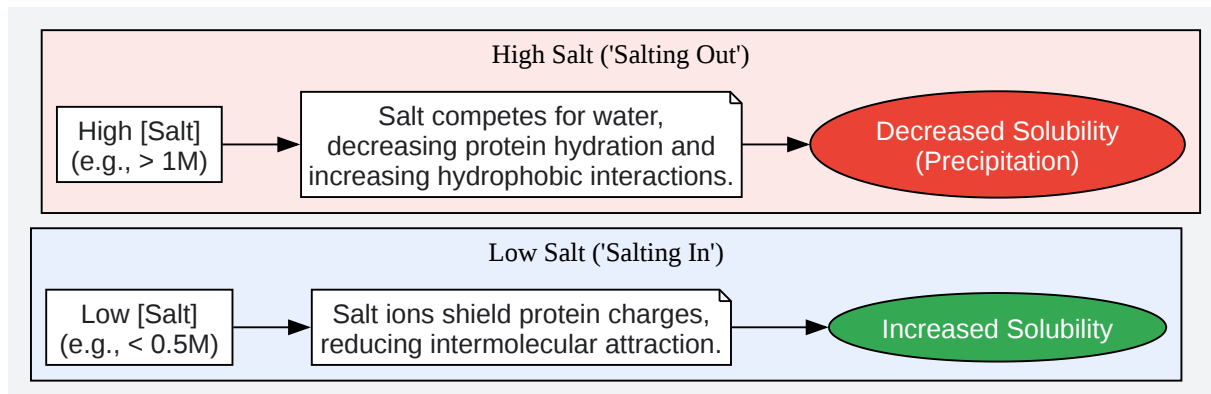 High Salt ('Salting Out')
High [Salt]
(e.g., > 1M)
Salt competes for water,
decreasing protein hydration and
increasing hydrophobic interactions.
Decreased Solubility
(Precipitation)
Low Salt ('Salting In')
Low [Salt]
(e.g., < 0.5M)
Salt ions shield protein charges,
reducing intermolecular attraction.
Increased Solubility